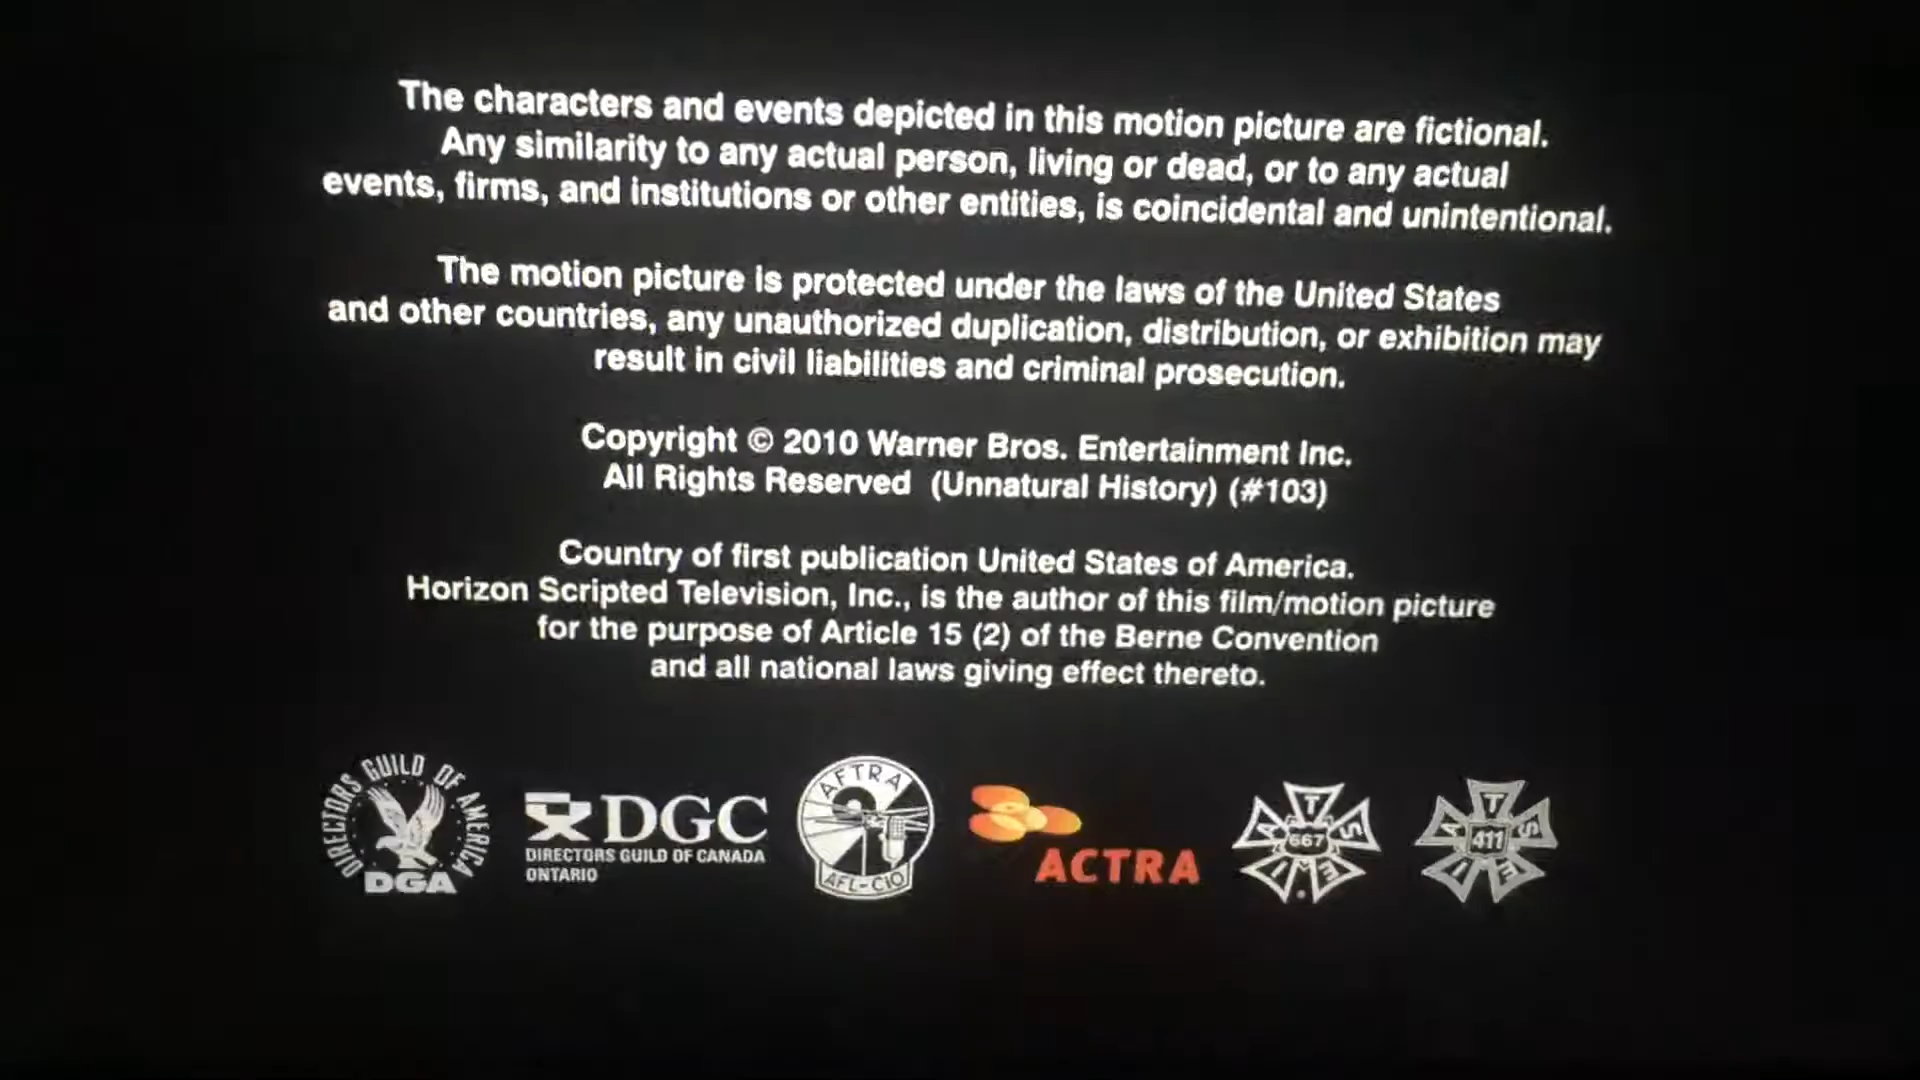 The characters and events depicted in this motion picture are fictional.
Any similarity to any actual person, living or dead, or to any actual
events, firms, and institutions or other entities, is coincidental and unintentional.
The motion picture is protected under the laws of the United States
and other countries, any unauthorized duplication, distribution, or exhibition may
result in civil liabilities and criminal prosecution.
Copyright © 2010 Warner Bros. Entertainment Inc.
All Rights Reserved (Unnatural History) (#103)
Country of first publication United States of America.
Horizon Scripted Television, Inc., is the author of this film/motion picture
for the purpose of Article 15 (2) of the Berne Convention
and all national laws giving effect thereto.
DIRECTORS GUILD OF AMERICA
DGA
DGC
DIRECTORS GUILD OF CANADA
ONTARIO
AFTRA
AFL-CIO
ACTRA
IATSE 667
IATSE 411